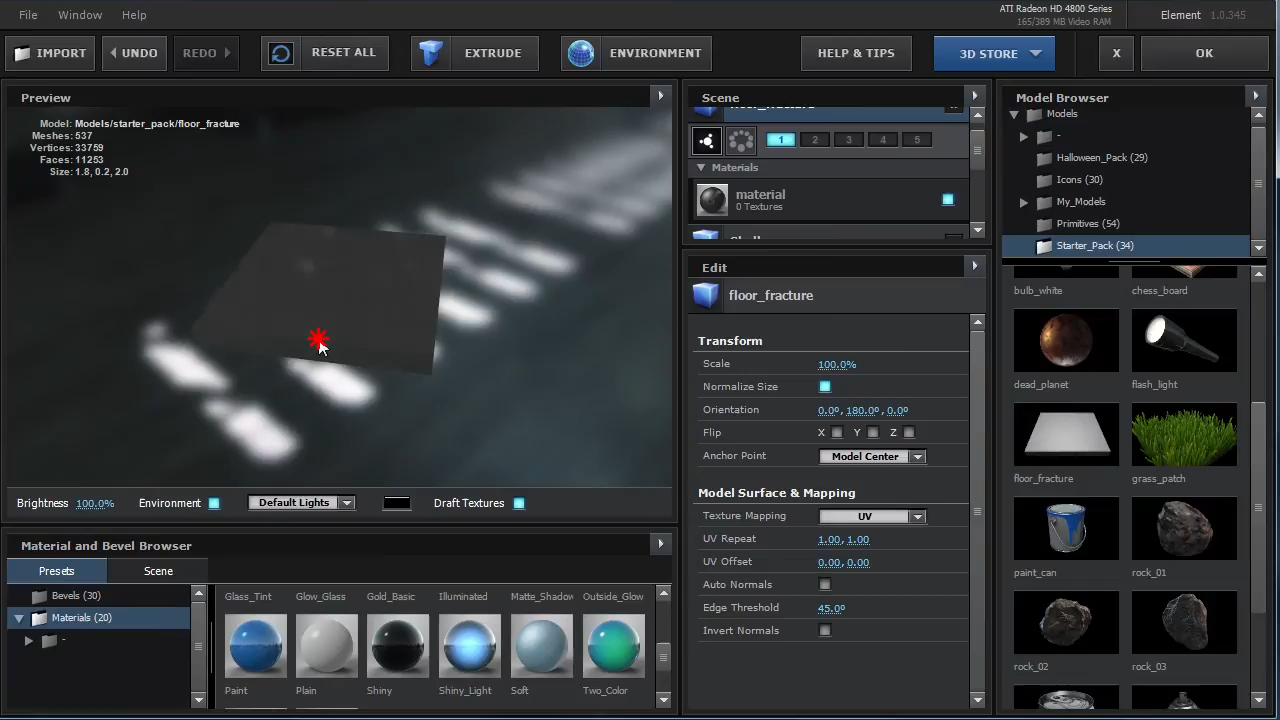 File Window Help
ATI Radeon HD 4800 Series
165/389 MB Video RAM
Element 1.0.345
IMPORT UNDO REDO RESET ALL EXTRUDE ENVIRONMENT HELP & TIPS 3D STORE X OK
Preview
Model: Models/starter_pack/floor_fracture
Meshes: 537
Vertices: 33759
Faces: 11253
Size: 1.8, 0.2, 2.0
Brightness 100.0% Environment Default Lights Draft Textures
Material and Bevel Browser
Presets Scene
Bevels (30)
Materials (20)
-
Glass_Tint Glow_Glass Gold_Basic Illuminated Matte_Shadow Outside_Glow
Paint Plain Shiny Shiny_Light Soft Two_Color
Scene
1 2 3 4 5
Materials
material
0 Textures
Edit
floor_fracture
Transform
Scale 100.0%
Normalize Size
Orientation 0.0º, 180.0º, 0.0º
Flip X Y Z
Anchor Point Model Center
Model Surface & Mapping
Texture Mapping UV
UV Repeat 1.00, 1.00
UV Offset 0.00, 0.00
Auto Normals
Edge Threshold 45.0º
Invert Normals
Model Browser
Models
-
Halloween_Pack (29)
Icons (30)
My_Models
Primitives (54)
Starter_Pack (34)
bulb_white chess_board
dead_planet flash_light
floor_fracture grass_patch
paint_can rock_01
rock_02 rock_03